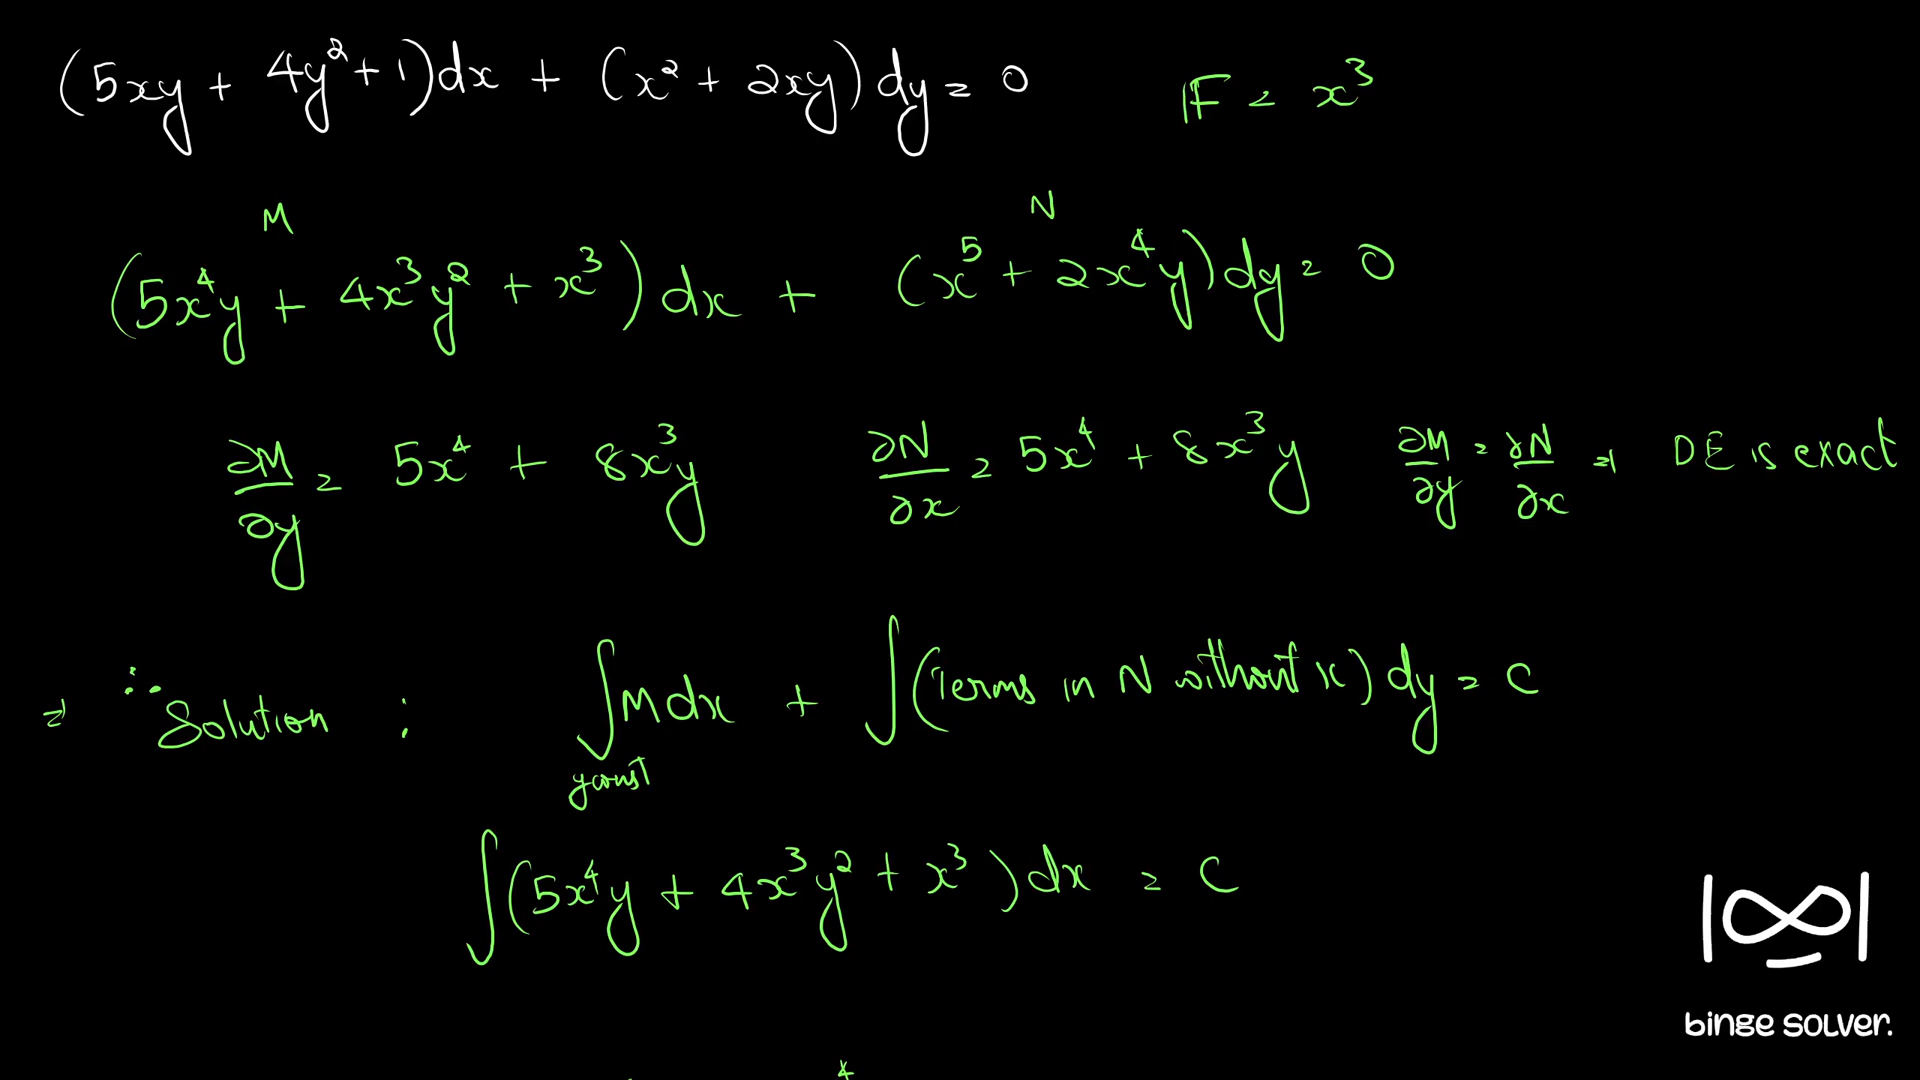 (5xy + 4y² + 1)dx + (x² + 2xy) dy = 0 IF = x³
M N
(5x⁴y + 4x³y² + x³) dx + (x⁵ + 2x⁴y) dy = 0
∂M/∂y = 5x⁴ + 8x³y ∂N/∂x = 5x⁴ + 8x³y ∂M/∂y = ∂N/∂x ⇒ DE is exact
⇒ ∴ Solution : ∫M dx + ∫(Terms in N without x) dy = C
y const
∫(5x⁴y + 4x³y² + x³) dx = C
binge solver.